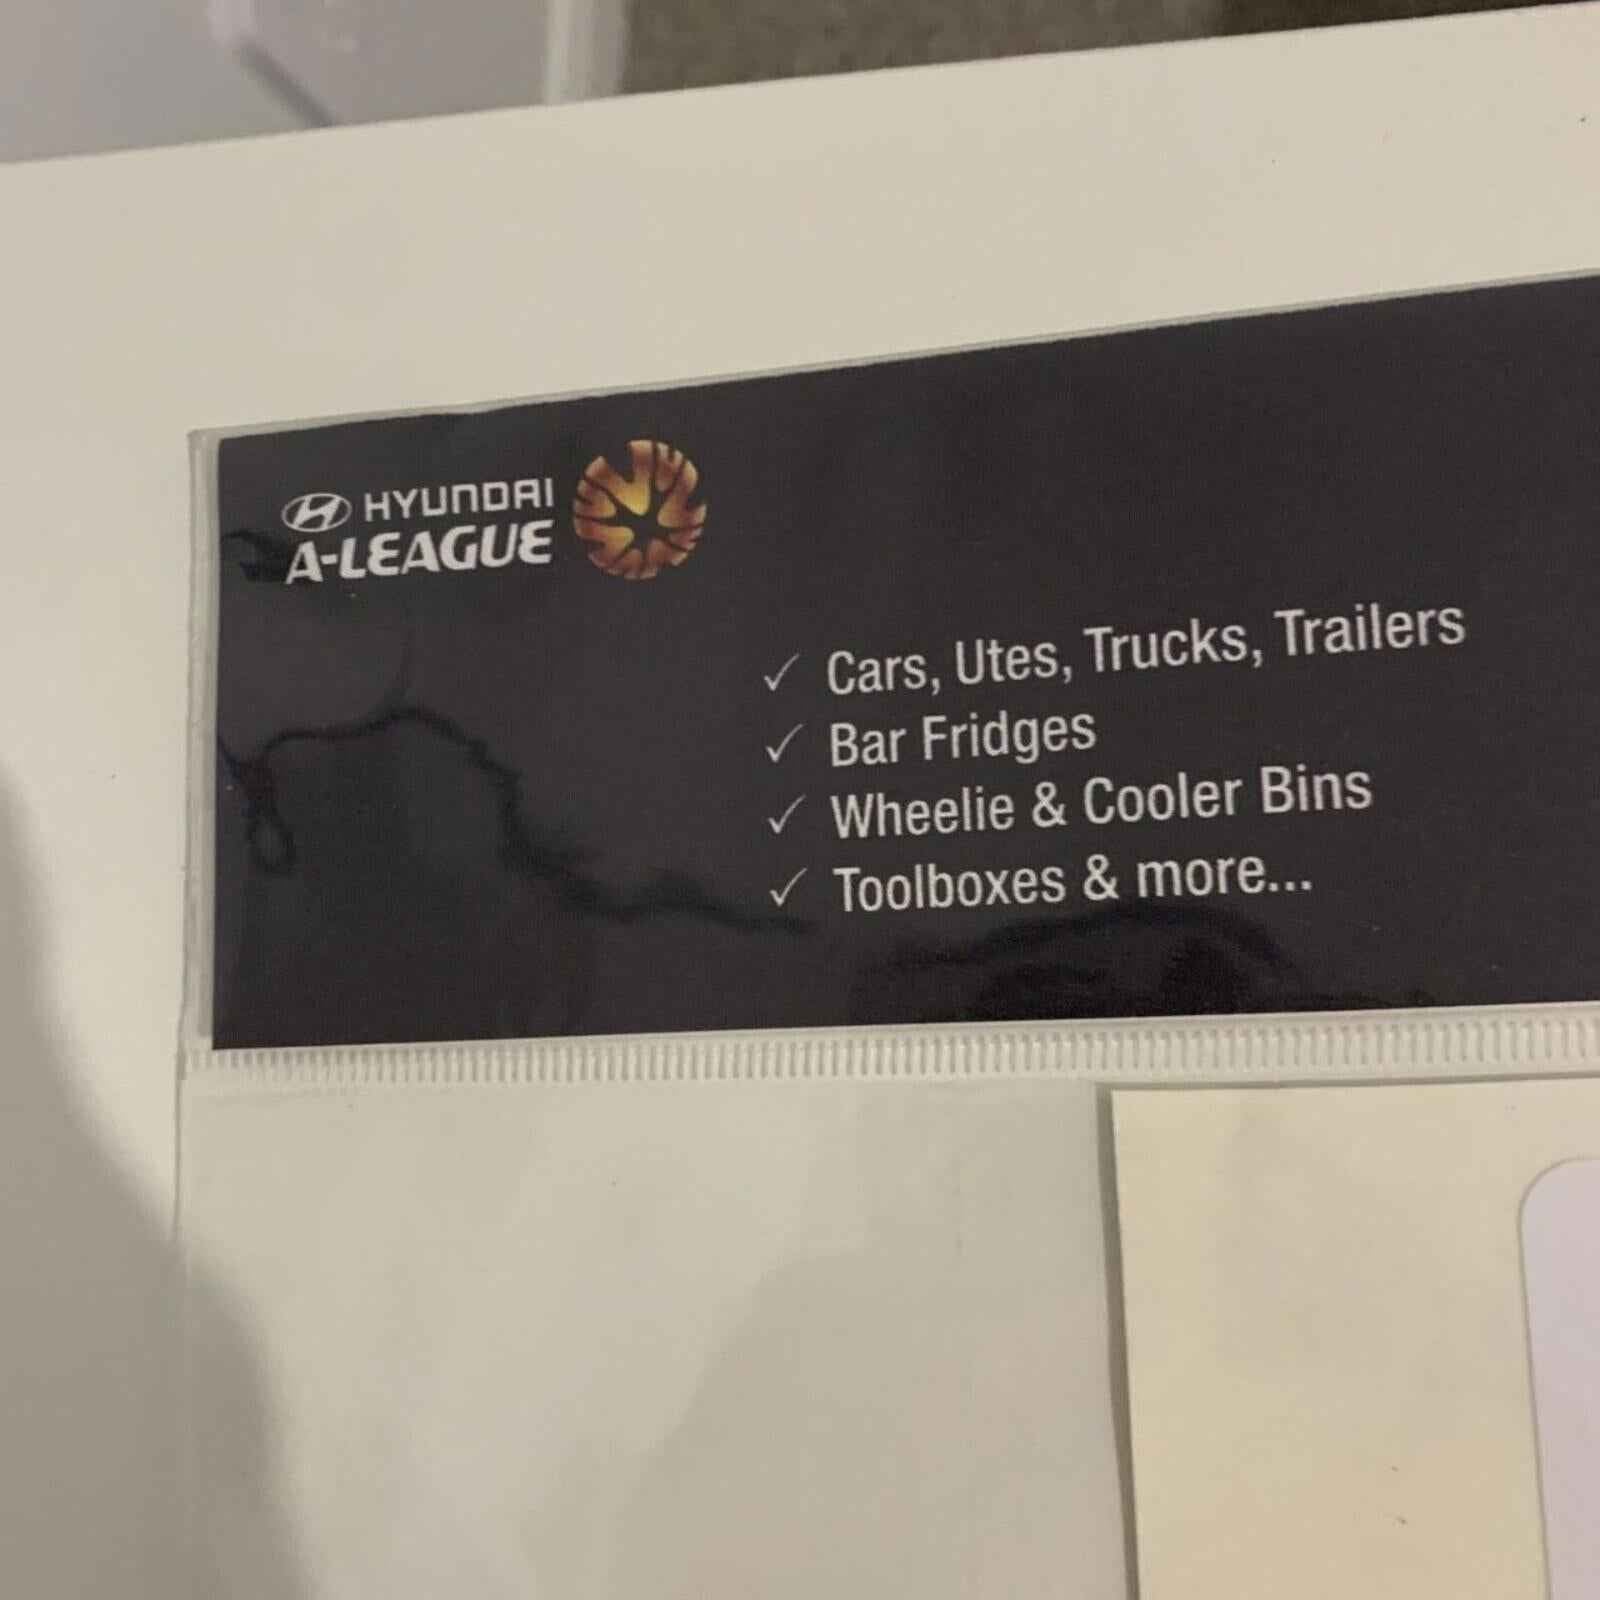 HYUNDAI
A-LEAGUE
✓ Cars, Utes, Trucks, Trailers
✓ Bar Fridges
✓ Wheelie & Cooler Bins
✓ Toolboxes & more...